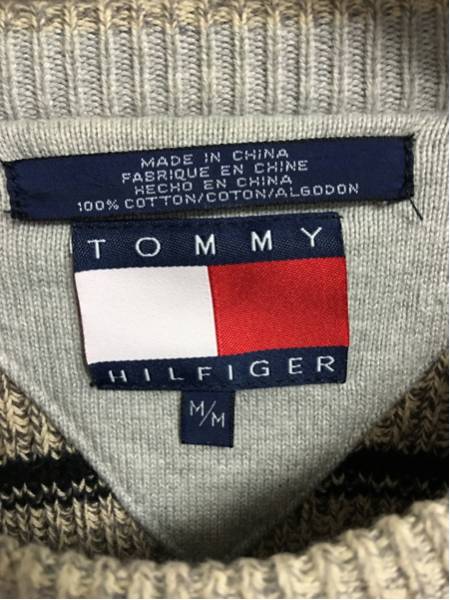 MADE IN CHINA
FABRIQUE EN CHINE
HECHO EN CHINA
100% COTTON/COTON/ALGODON
TOMMY
HILFIGER
M/M